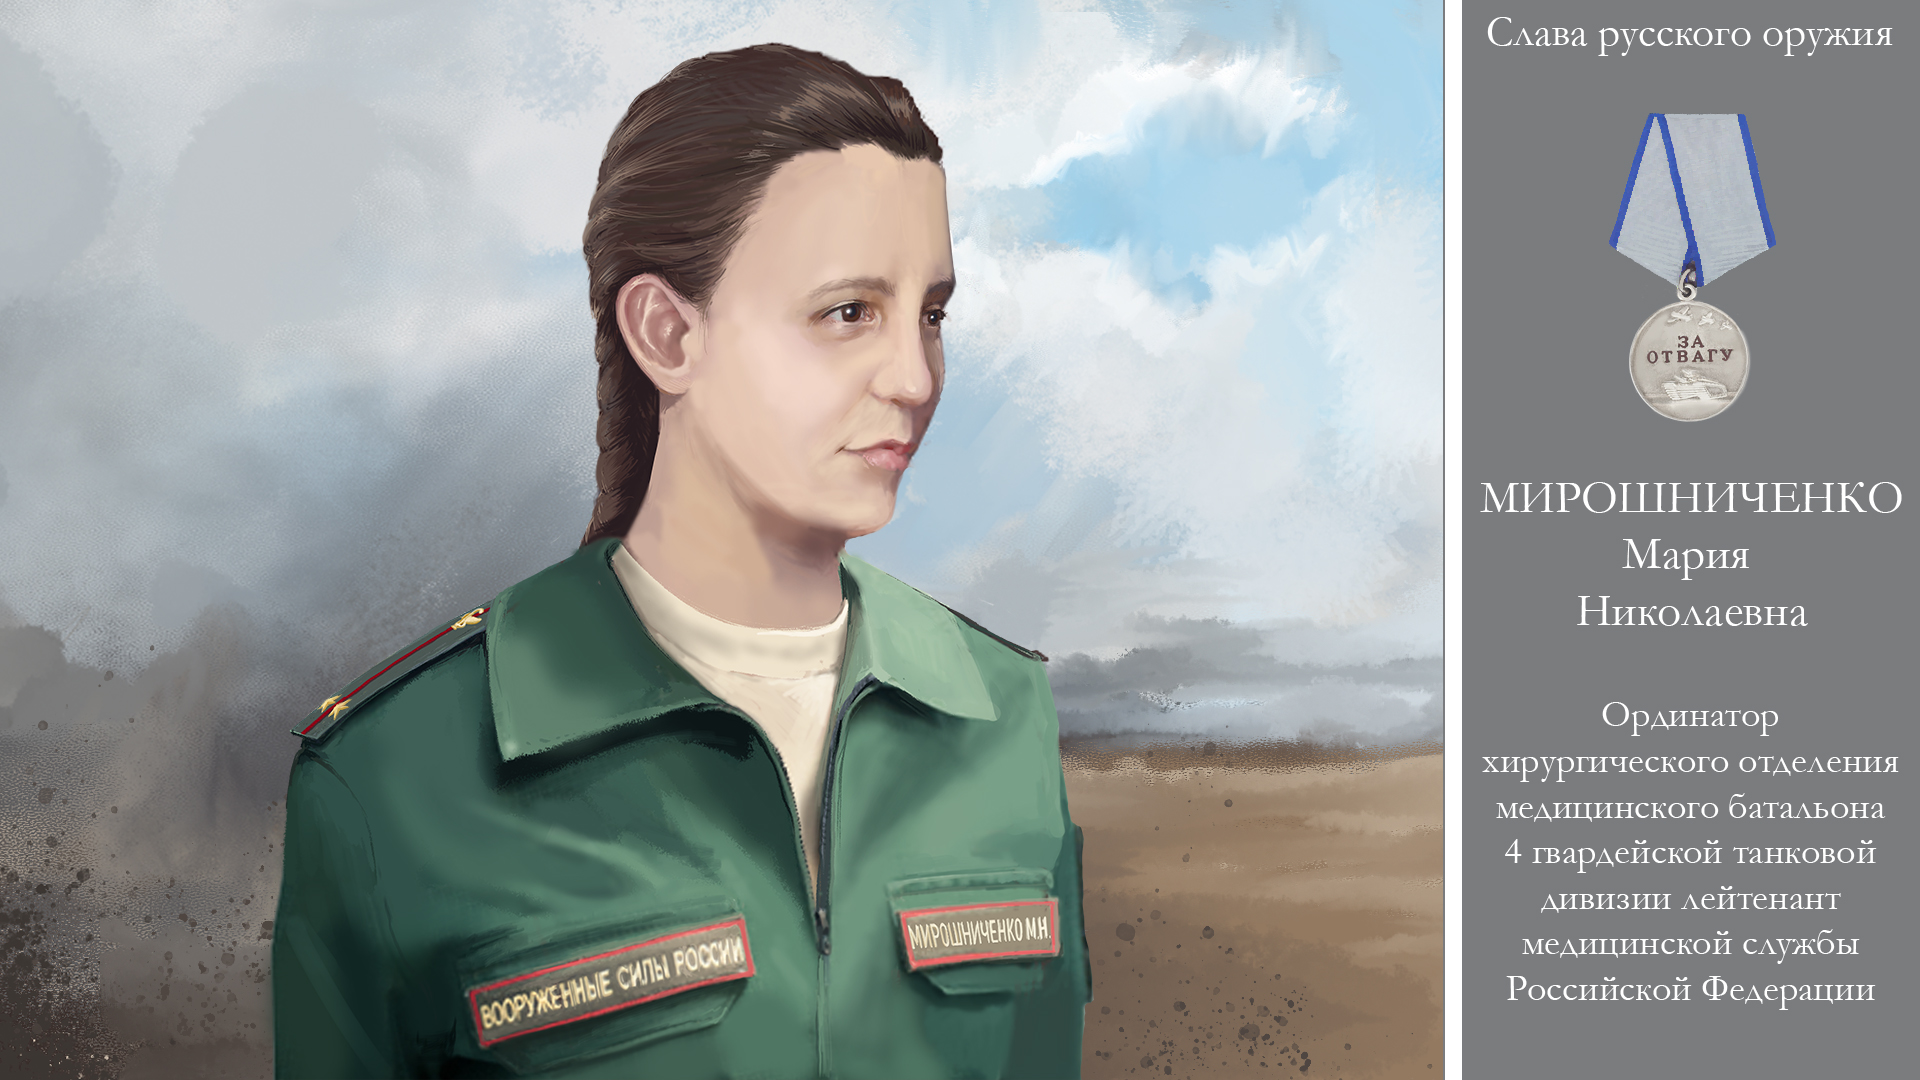 Слава русского оружия
ЗА
ОТВАГУ
МИРОШНИЧЕНКО
Мария
Николаевна
Ординатор
хирургического отделения
медицинского батальона
4 гвардейской танковой
дивизии лейтенант
медицинской службы
Российской Федерации
ВООРУЖЕННЫЕ СИЛЫ РОССИИ
МИРОШНИЧЕНКО М.Н.